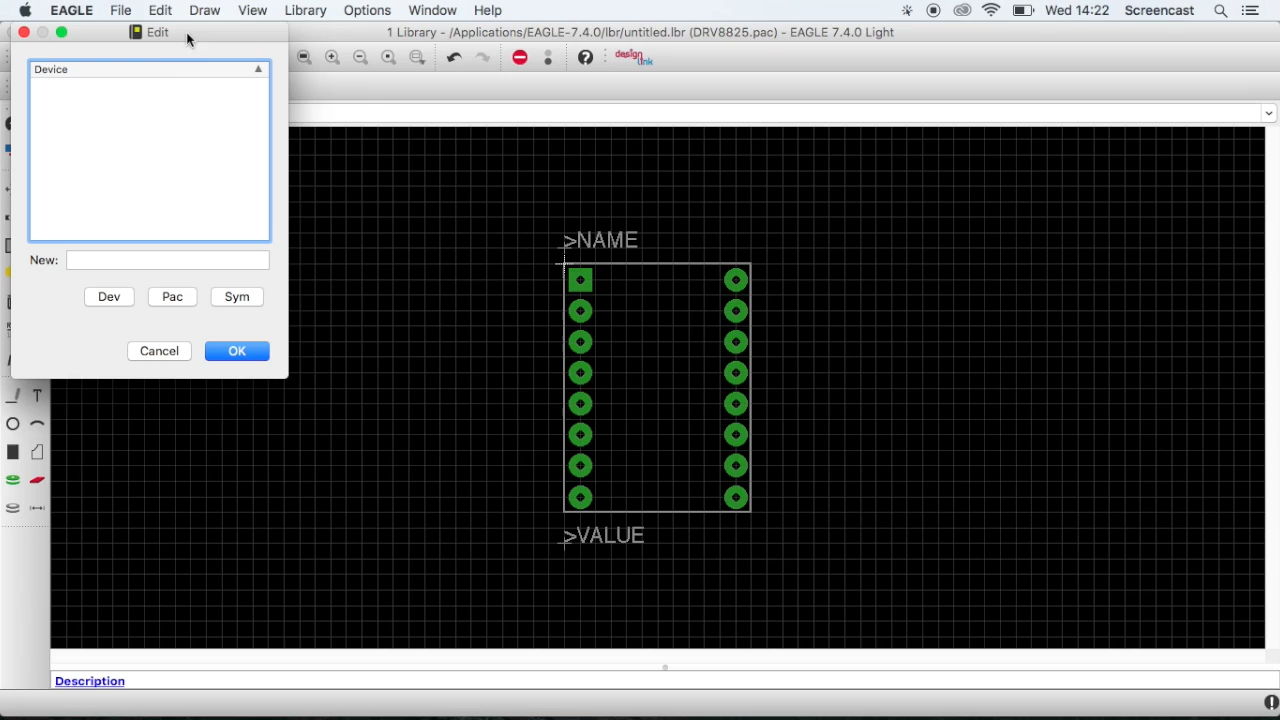 EAGLE File Edit Draw View Library Options Window Help Wed 14:22 Screencast
Edit
1 Library - /Applications/EAGLE-7.4.0/lbr/untitled.lbr (DRV8825.pac) - EAGLE 7.4.0 Light
design
link
Device
New:
Dev Pac Sym
Cancel OK
>NAME
>VALUE
T
Description